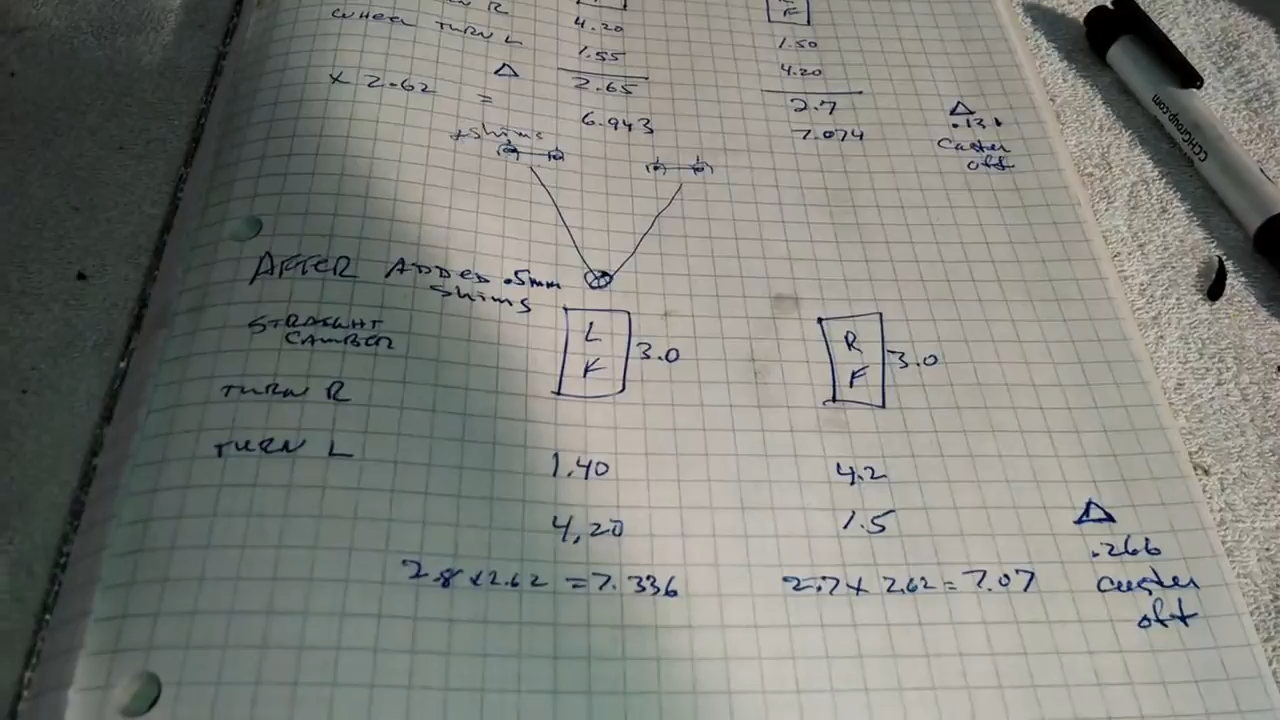 R
F
WHEEL TURN L
4.20
1.50
1.55
4.20
Δ
2.65
2.7
x 2.62 =
6.943
7.074
Δ
.131
caster
off
+shims
AFTER ADDED .5mm
shims
STRAIGHT
CAMBER
L
F
3.0
R
F
3.0
TURN R
TURN L
1.40
4.2
4,20
1.5
Δ
.266
caster
off
2.8 x 2.62 = 7.336
2.7 x 2.62 = 7.07
CCHGroup.com